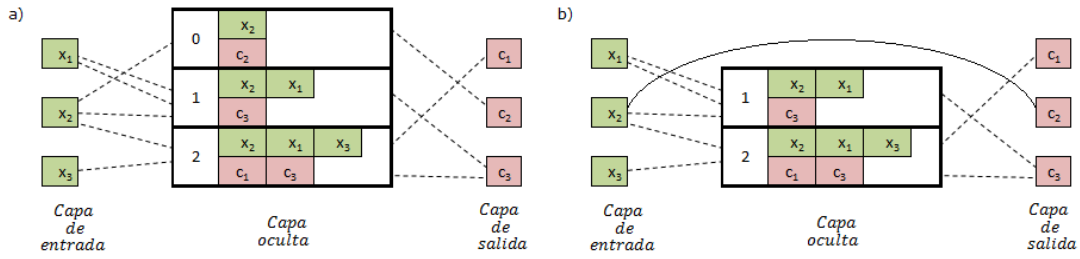 a)
x1
x2
x3
0
x2
c2
1
x2 x1
c3
2
x2 x1 x3
c1 c3
c1
c2
c3
Capa
de
entrada
Capa
oculta
Capa
de
salida
b)
x1
x2
x3
1
x2 x1
c3
2
x2 x1 x3
c1 c3
c1
c2
c3
Capa
de
entrada
Capa
oculta
Capa
de
salida